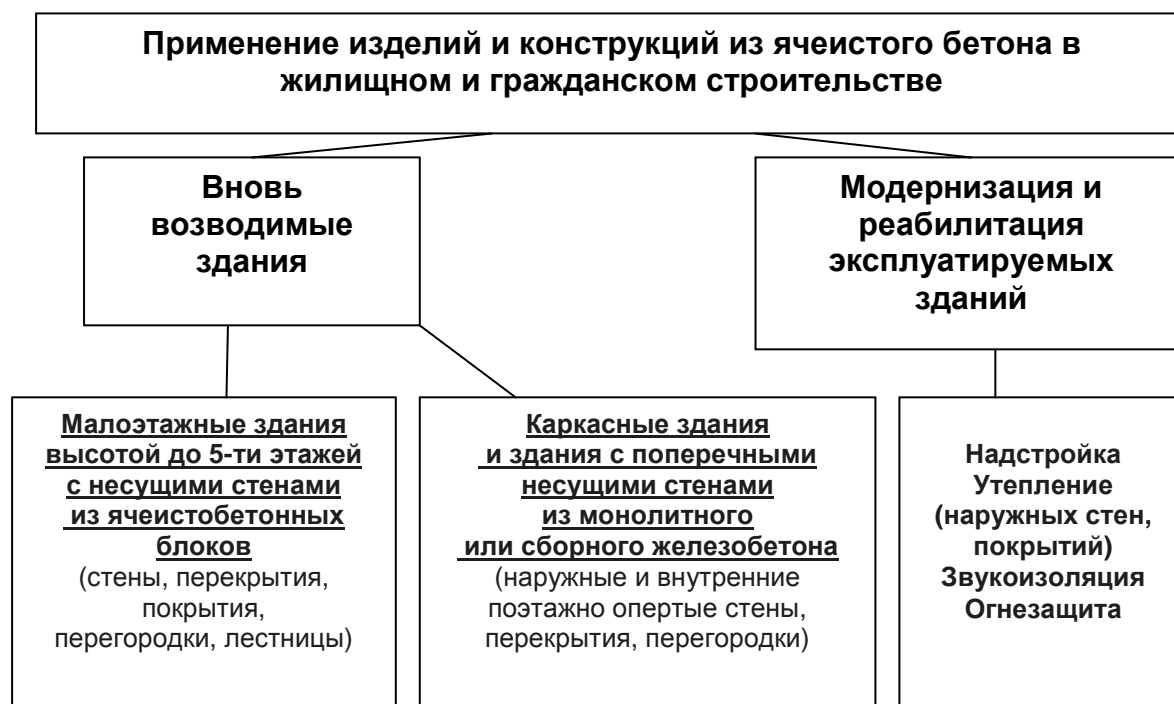 Применение изделий и конструкций из ячеистого бетона в
жилищном и гражданском строительстве
Вновь
возводимые
здания
Модернизация и
реабилитация
эксплуатируемых
зданий
Малоэтажные здания
высотой до 5-ти этажей
с несущими стенами
из ячеистобетонных
блоков
(стены, перекрытия,
покрытия,
перегородки, лестницы)
Каркасные здания
и здания с поперечными
несущими стенами
из монолитного
или сборного железобетона
(наружные и внутренние
поэтажно опертые стены,
перекрытия, перегородки)
Надстройка
Утепление
(наружных стен,
покрытий)
Звукоизоляция
Огнезащита